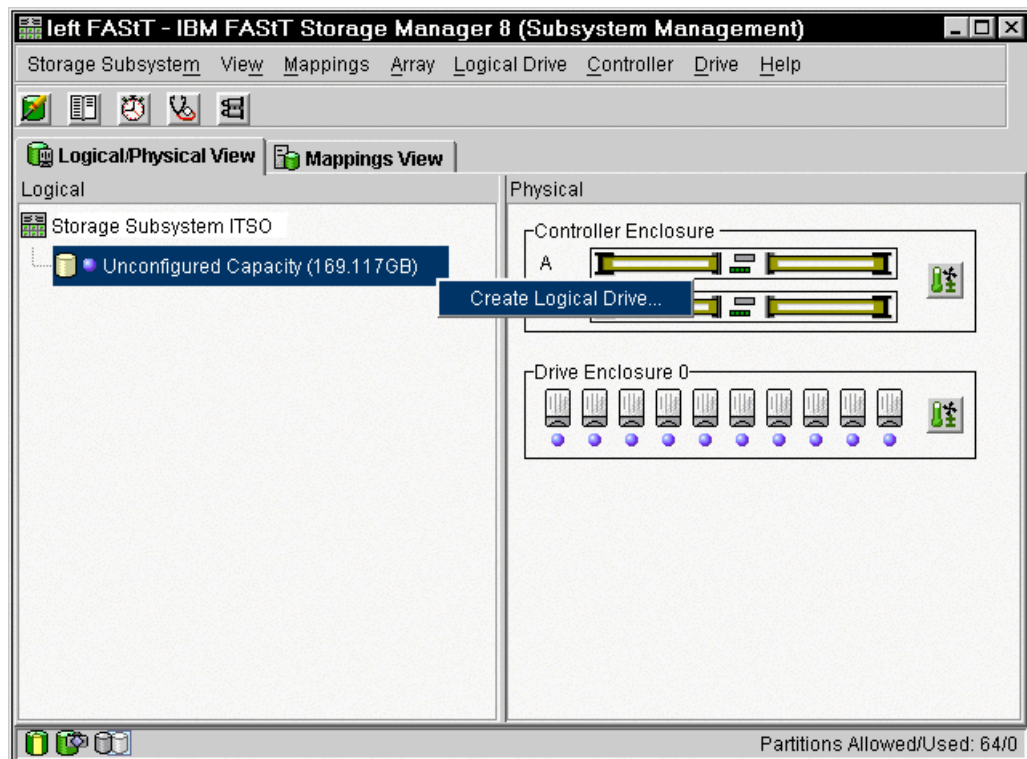 left FAStT - IBM FAStT Storage Manager 8 (Subsystem Management)
Storage Subsystem View Mappings Array Logical Drive Controller Drive Help
Logical/Physical View Mappings View
Logical
Storage Subsystem ITSO
Unconfigured Capacity (169.117GB)
Create Logical Drive...
Physical
Controller Enclosure
A
Drive Enclosure 0
Partitions Allowed/Used: 64/0